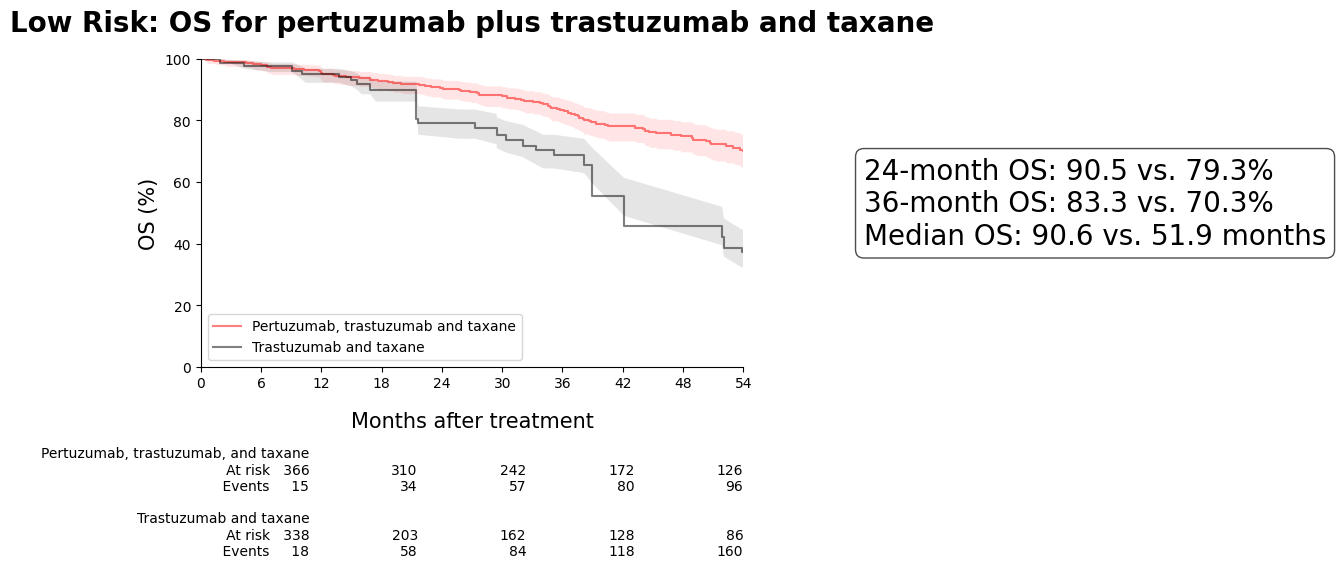 Low Risk: OS for pertuzumab plus trastuzumab and taxane
100
80
60
40
20
0
OS (%)
Pertuzumab, trastuzumab and taxane
Trastuzumab and taxane
0 6 12 18 24 30 36 42 48 54
Months after treatment
24-month OS: 90.5 vs. 79.3%
36-month OS: 83.3 vs. 70.3%
Median OS: 90.6 vs. 51.9 months
Pertuzumab, trastuzumab, and taxane
At risk 366 310 242 172 126
Events 15 34 57 80 96
Trastuzumab and taxane
At risk 338 203 162 128 86
Events 18 58 84 118 160